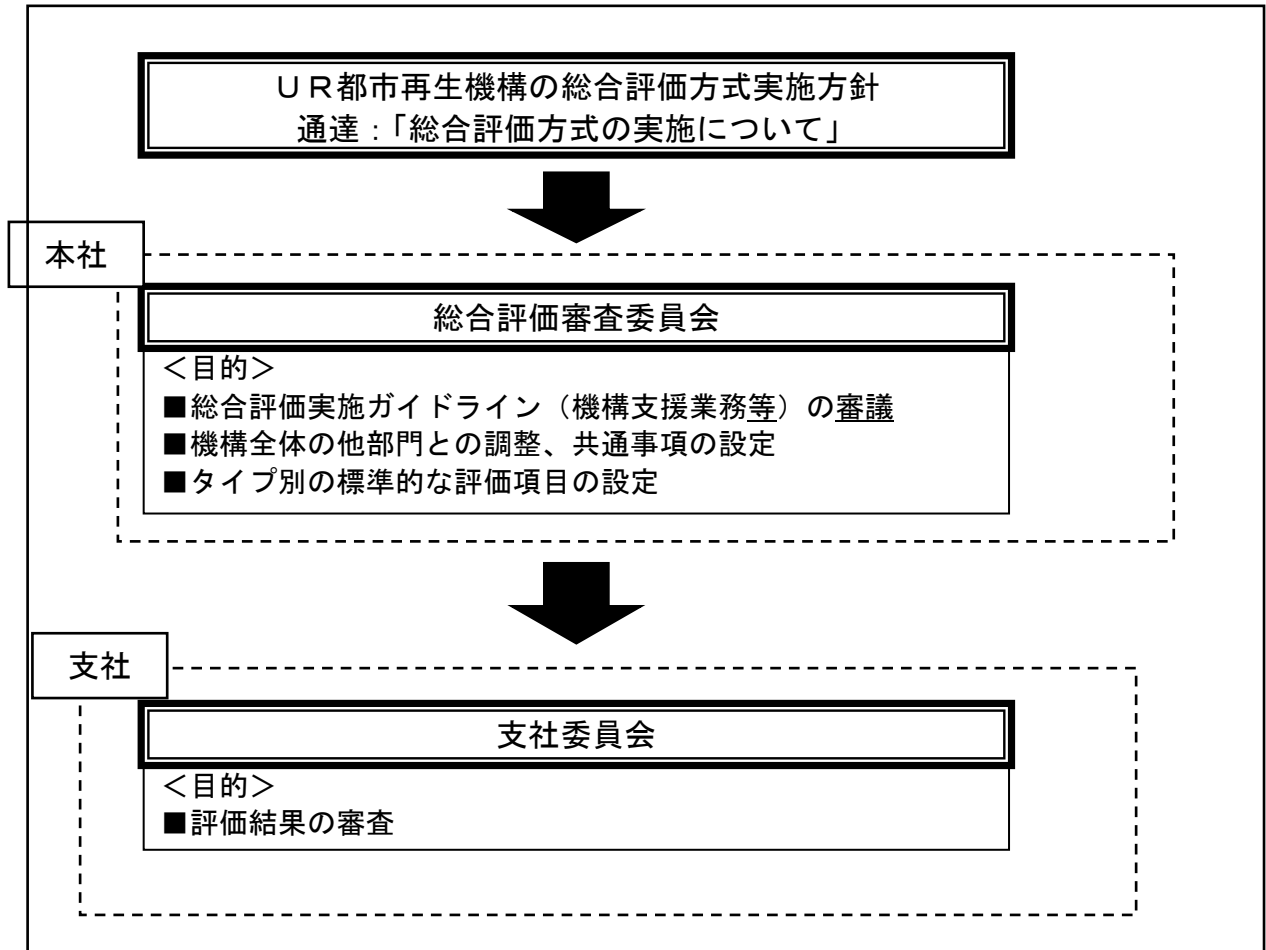 ＵＲ都市再生機構の総合評価方式実施方針
通達：「総合評価方式の実施について」
本社
総合評価審査委員会
＜目的＞
■総合評価実施ガイドライン（機構支援業務等）の審議
■機構全体の他部門との調整、共通事項の設定
■タイプ別の標準的な評価項目の設定
支社
支社委員会
＜目的＞
■評価結果の審査